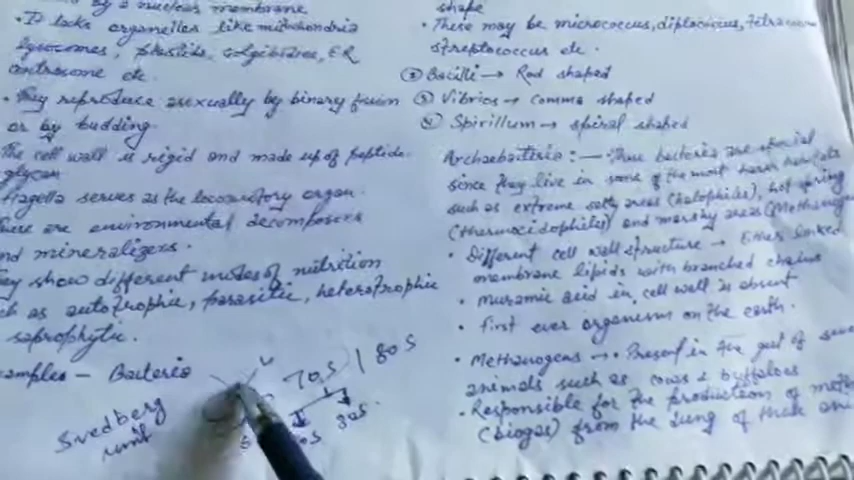 by a nuclear membrane
• It lacks organelles like mitochondria
lysosomes, plastids, golgibodies, ER,
centrosome etc.
• They reproduce asexually by binary fision
or by budding.
The cell wall is rigid and made up of peptido-
glycan
flagella serves as the locomotory organ.
These are environmental decomposers
and mineralizers.
They show different modes of nutrition
such as autotrophic, parasitic, heterotrophic
saprophytic.
Examples — Bacteria
Svedberg
unit
70S | 80S
30S.
shape
• These may be micrococcus, diplococcus, tetracoccus
streptococcus etc.
② Bacilli → Rod shaped
③ Vibrios → Comma shaped
④ Spirillum → spiral shaped
Archaebacteria :— These bacteria are special
since they live in some of the most harsh habitats
such as extreme salty areas (halophiles), hot spring
(thermoacidophiles) and marshy areas (Methanogen
• Different cell wall structure → Ether linked
membrane lipids with branched chains
• Muramic acid in cell wall is absent
• First ever organisms on the earth.
• Methanogens → • Present in the gut of
animals such as cows & buffaloes
• Responsible for the production of
(biogas) from the dung of these